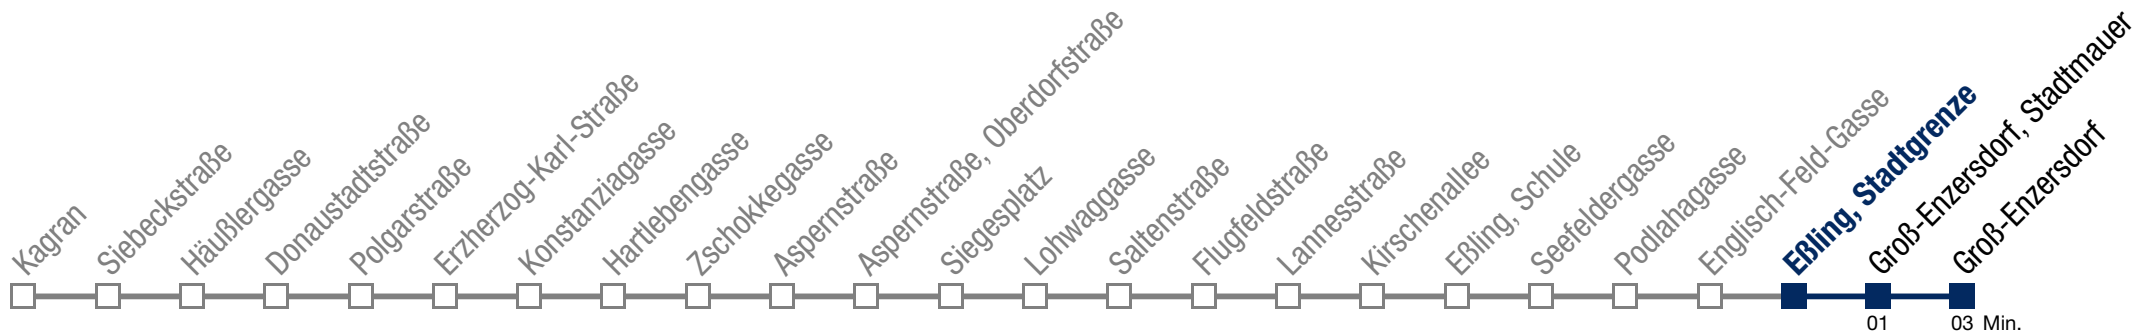 Kagran
Siebeckstraße
Häußlergasse
Donaustadtstraße
Polgarstraße
Erzherzog-Karl-Straße
Konstanziagasse
Hartlebengasse
Zschokkegasse
Aspernstraße
Aspernstraße, Oberdorfstraße
Siegesplatz
Lohwaggasse
Saltenstraße
Flugfeldstraße
Lannesstraße
Kirschenallee
Eßling, Schule
Seefeldergasse
Podlahagasse
Englisch-Feld-Gasse
Eßling, Stadtgrenze
Groß-Enzersdorf, Stadtmauer
Groß-Enzersdorf
01 03 Min.